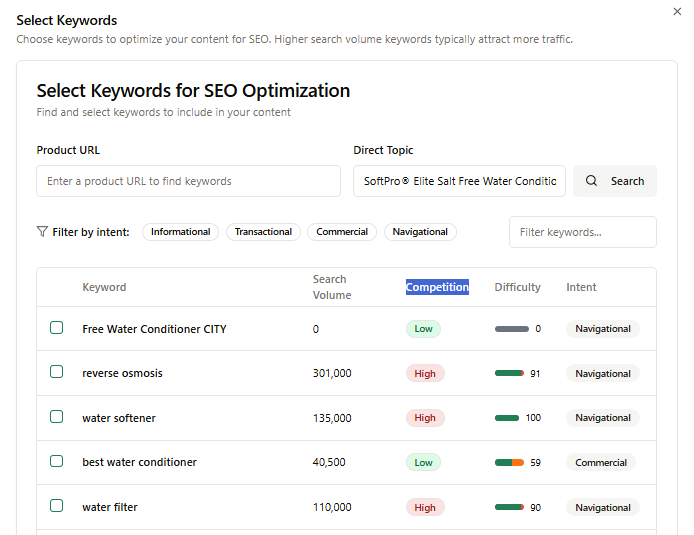 Select Keywords
Choose keywords to optimize your content for SEO. Higher search volume keywords typically attract more traffic.
Select Keywords for SEO Optimization
Find and select keywords to include in your content
Product URL
Direct Topic
Enter a product URL to find keywords
SoftPro® Elite Salt Free Water Conditio
Search
Filter by intent:
Informational
Transactional
Commercial
Navigational
Filter keywords...
Keyword
Search Volume
Competition
Difficulty
Intent
Free Water Conditioner CITY
0
Low
0
Navigational
reverse osmosis
301,000
High
91
Navigational
water softener
135,000
High
100
Navigational
best water conditioner
40,500
Low
59
Commercial
water filter
110,000
High
90
Navigational